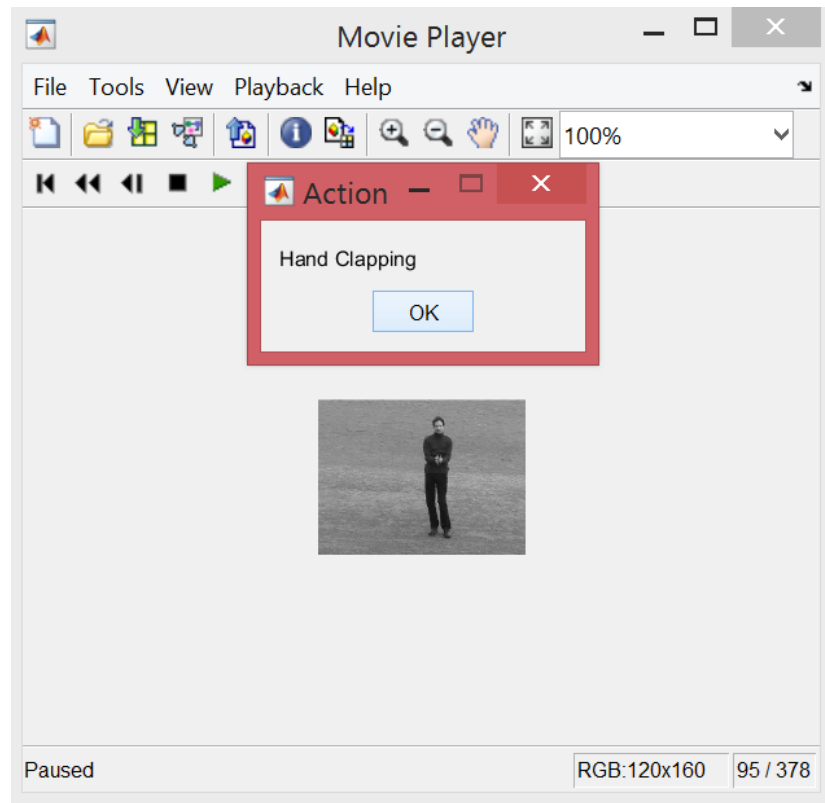 Movie Player
File Tools View Playback Help
100%
Action
Hand Clapping
OK
Paused
RGB:120x160
95 / 378